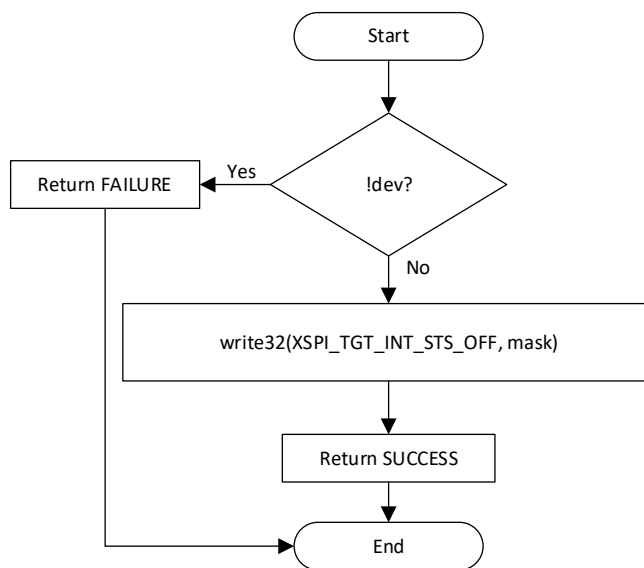 Start
!dev?
Yes
Return FAILURE
No
write32(XSPI_TGT_INT_STS_OFF, mask)
Return SUCCESS
End